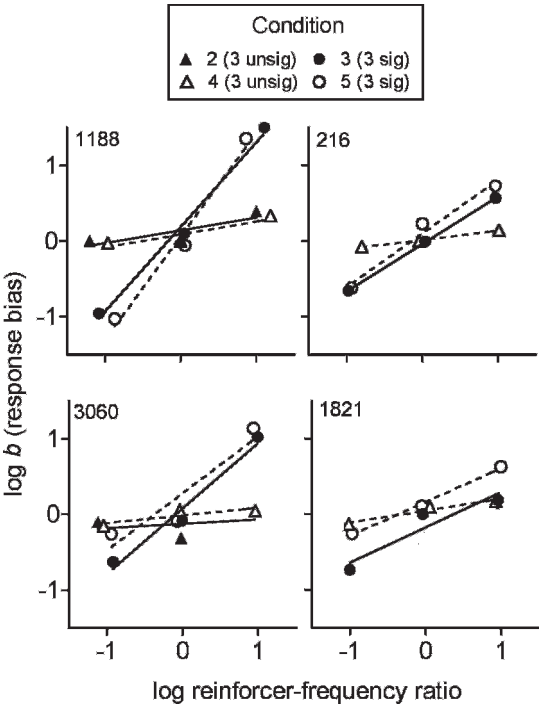 Condition
▲ 2 (3 unsig) ● 3 (3 sig)
△ 4 (3 unsig) ○ 5 (3 sig)
1188
216
1
0
-1
3060
1821
1
0
-1
-1 0 1
-1 0 1
log b (response bias)
log reinforcer-frequency ratio